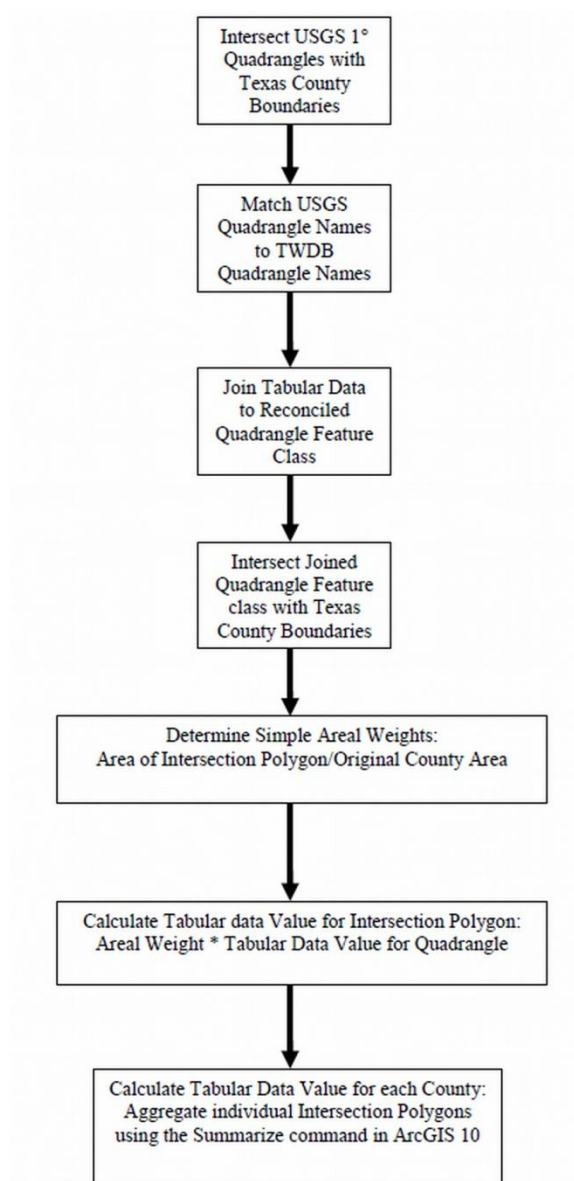 Intersect USGS 1°
Quadrangles with
Texas County
Boundaries
Match USGS
Quadrangle Names
to TWDB
Quadrangle Names
Join Tabular Data
to Reconciled
Quadrangle Feature
Class
Intersect Joined
Quadrangle Feature
class with Texas
County Boundaries
Determine Simple Areal Weights:
Area of Intersection Polygon/Original County Area
Calculate Tabular data Value for Intersection Polygon:
Areal Weight * Tabular Data Value for Quadrangle
Calculate Tabular Data Value for each County:
Aggregate individual Intersection Polygons
using the Summarize command in ArcGIS 10